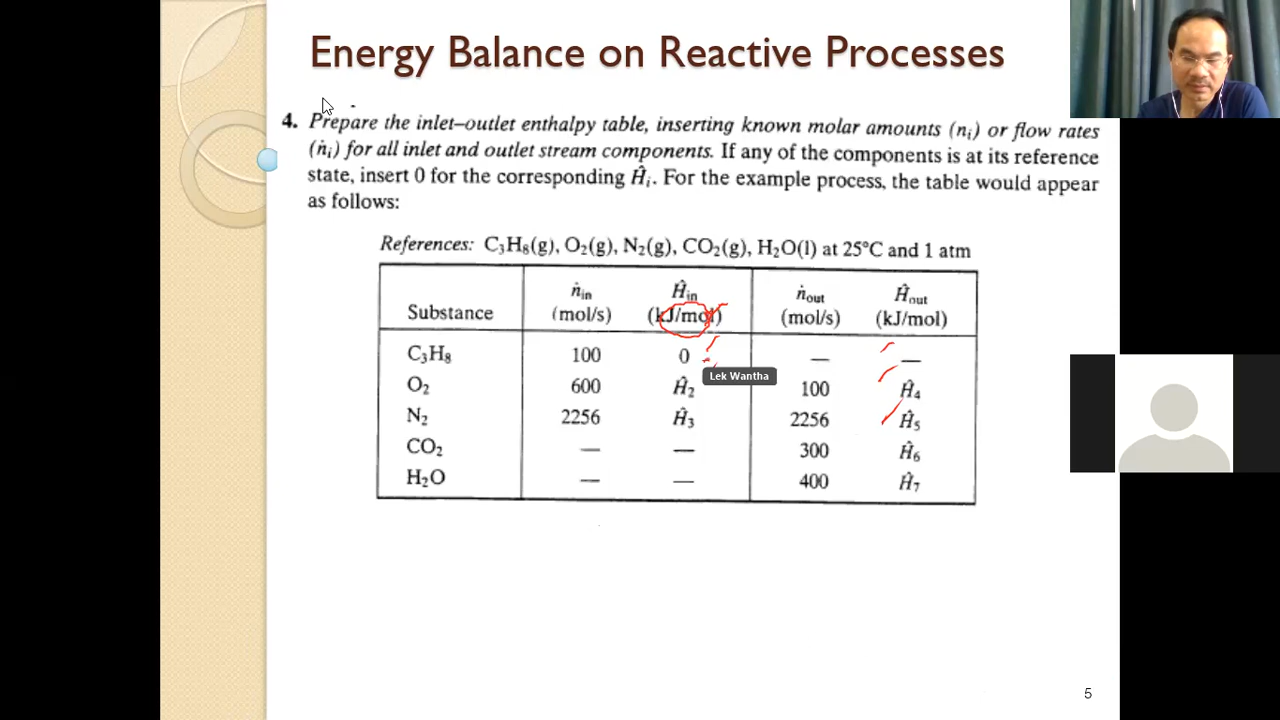 Energy Balance on Reactive Processes
4. Prepare the inlet–outlet enthalpy table, inserting known molar amounts (nᵢ) or flow rates
(ṅᵢ) for all inlet and outlet stream components. If any of the components is at its reference
state, insert 0 for the corresponding Ĥᵢ. For the example process, the table would appear
as follows:
References: C₃H₈(g), O₂(g), N₂(g), CO₂(g), H₂O(l) at 25°C and 1 atm
Substance ṅin (mol/s) Ĥin (kJ/mol) ṅout (mol/s) Ĥout (kJ/mol)
C₃H₈ 100 0 — —
O₂ 600 Ĥ₂ 100 Ĥ₄
N₂ 2256 Ĥ₃ 2256 Ĥ₅
CO₂ — — 300 Ĥ₆
H₂O — — 400 Ĥ₇
Lek Wantha
5